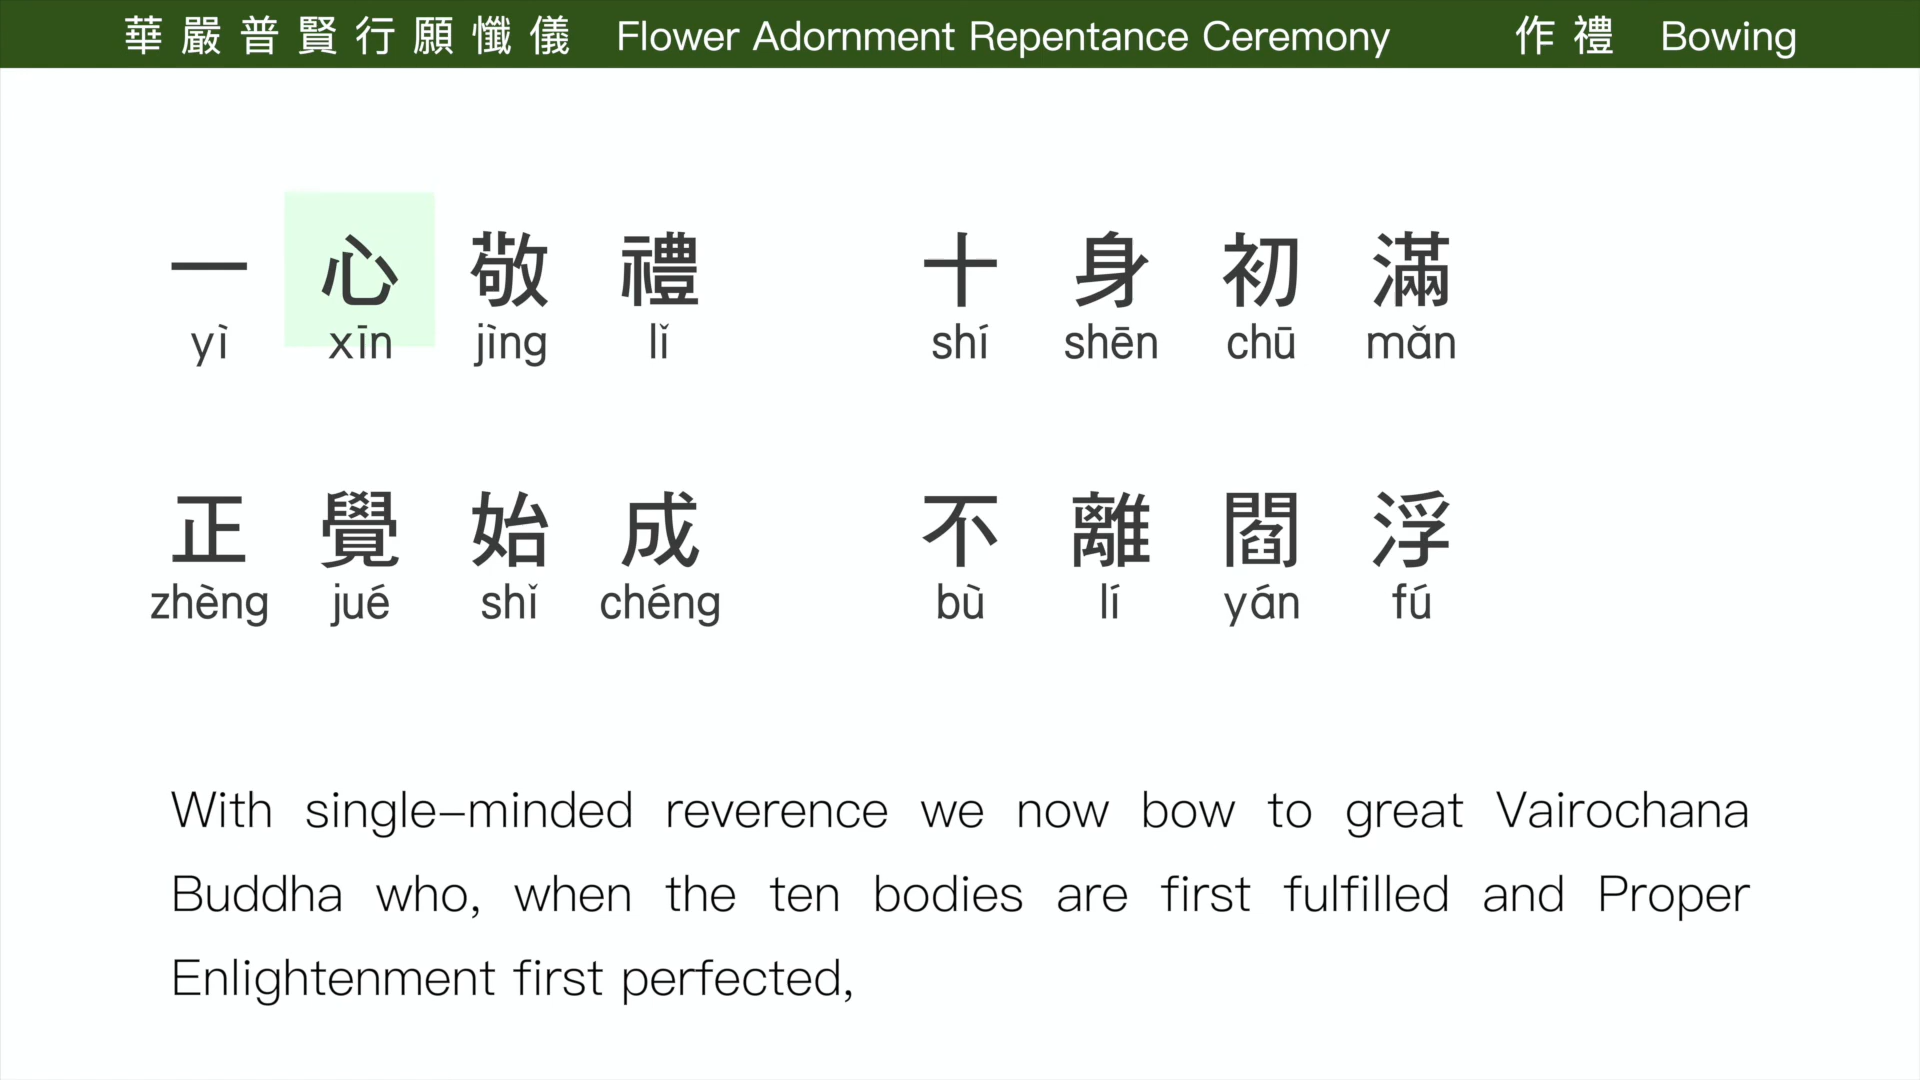 華嚴普賢行願懺儀 Flower Adornment Repentance Ceremony 作禮 Bowing
一心敬禮 十身初滿
yì xīn jìng lǐ shí shēn chū mǎn
正覺始成 不離閻浮
zhèng jué shǐ chéng bù lí yán fú
With single-minded reverence we now bow to great Vairochana
Buddha who, when the ten bodies are first fulfilled and Proper
Enlightenment first perfected,